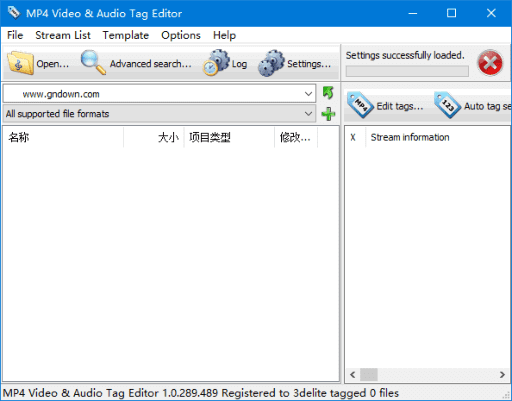 MP4 Video & Audio Tag Editor
File Stream List Template Options Help
Open... Advanced search... Log Settings...
Settings successfully loaded.
www.gndown.com
All supported file formats
MP4 Edit tags... 123 Auto tag se
名称 大小 项目类型 修改...
X Stream information
MP4 Video & Audio Tag Editor 1.0.289.489 Registered to 3delite tagged 0 files